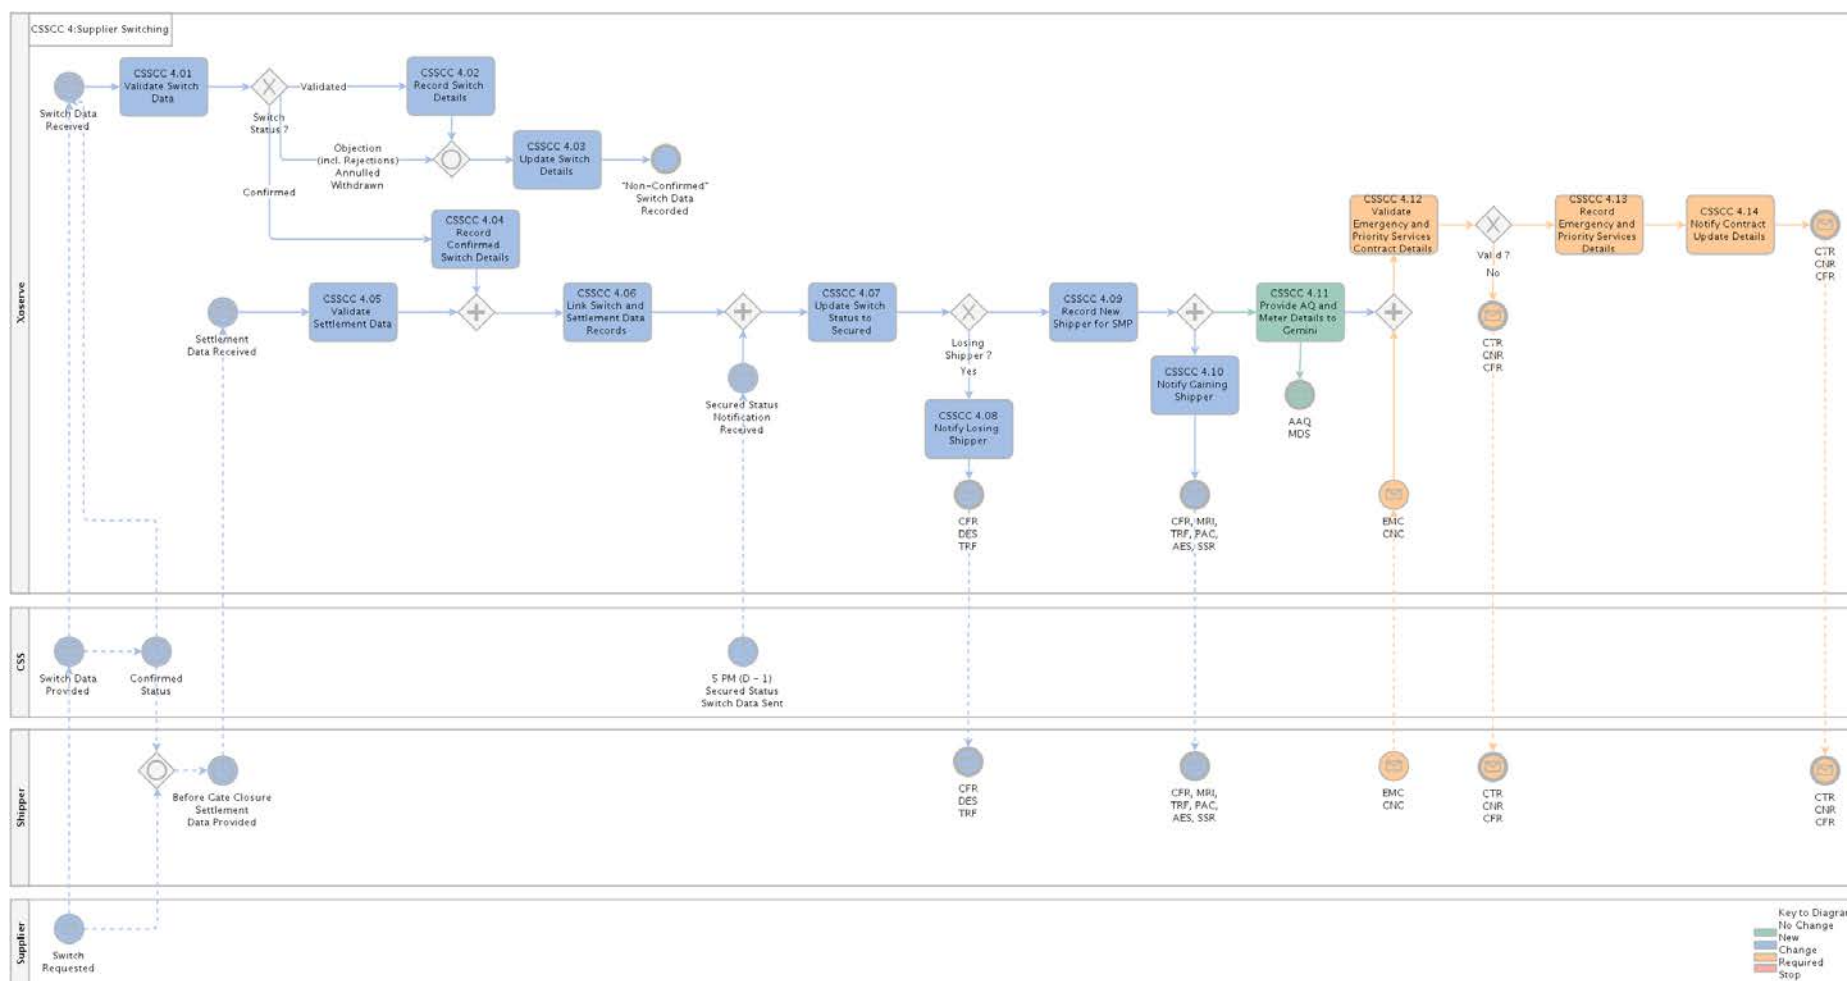 CSSCC 4:Supplier Switching
Xoserve
Switch Data
Received
CSSCC 4.01
Validate Switch
Data
Switch
Status ?
Validated
CSSCC 4.02
Record Switch
Details
Objection
(incl. Rejections)
Annulled
Withdrawn
CSSCC 4.03
Update Switch
Details
"Non-Confirmed"
Switch Data
Recorded
Confirmed
CSSCC 4.04
Record
Confirmed
Switch Details
Settlement
Data Received
CSSCC 4.05
Validate
Settlement Data
CSSCC 4.06
Link Switch and
Settlement Data
Records
Secured Status
Notification
Received
CSSCC 4.07
Update Switch
Status to
Secured
Losing
Shipper ?
Yes
CSSCC 4.08
Notify Losing
Shipper
CFR
DES
TRF
CSSCC 4.09
Record New
Shipper for SMP
CSSCC 4.10
Notify Gaining
Shipper
CFR, MRI,
TRF, PAC,
AES, SSR
CSSCC 4.11
Provide AQ and
Meter Details to
Gemini
AAQ
MDS
EMC
CNC
CSSCC 4.12
Validate
Emergency and
Priority Services
Contract Details
Valid ?
No
CTR
CNR
CFR
CSSCC 4.13
Record
Emergency and
Priority Services
Details
CSSCC 4.14
Notify Contract
Update Details
CTR
CNR
CFR
CSS
Switch Data
Provided
Confirmed
Status
5 PM (D - 1)
Secured Status
Switch Data Sent
Shipper
Before Gate Closure
Settlement
Data Provided
CFR
DES
TRF
CFR, MRI,
TRF, PAC,
AES, SSR
EMC
CNC
CTR
CNR
CFR
CTR
CNR
CFR
Supplier
Switch
Requested
Key to Diagra
No Change
New
Change
Required
Stop